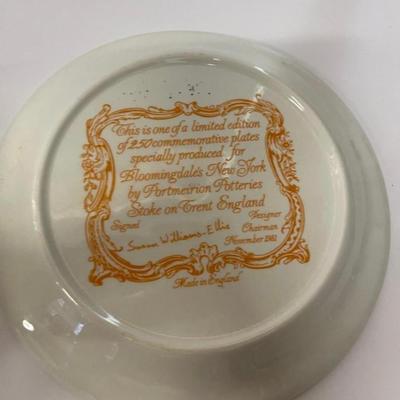 This is one of a limited edition
of 250 commemorative plates
specially produced for
Bloomingdale's New York
by Portmeirion Potteries
Stoke on Trent England
Signed Designer
Susan Williams-Ellis Chairman
November 1981
Made in England